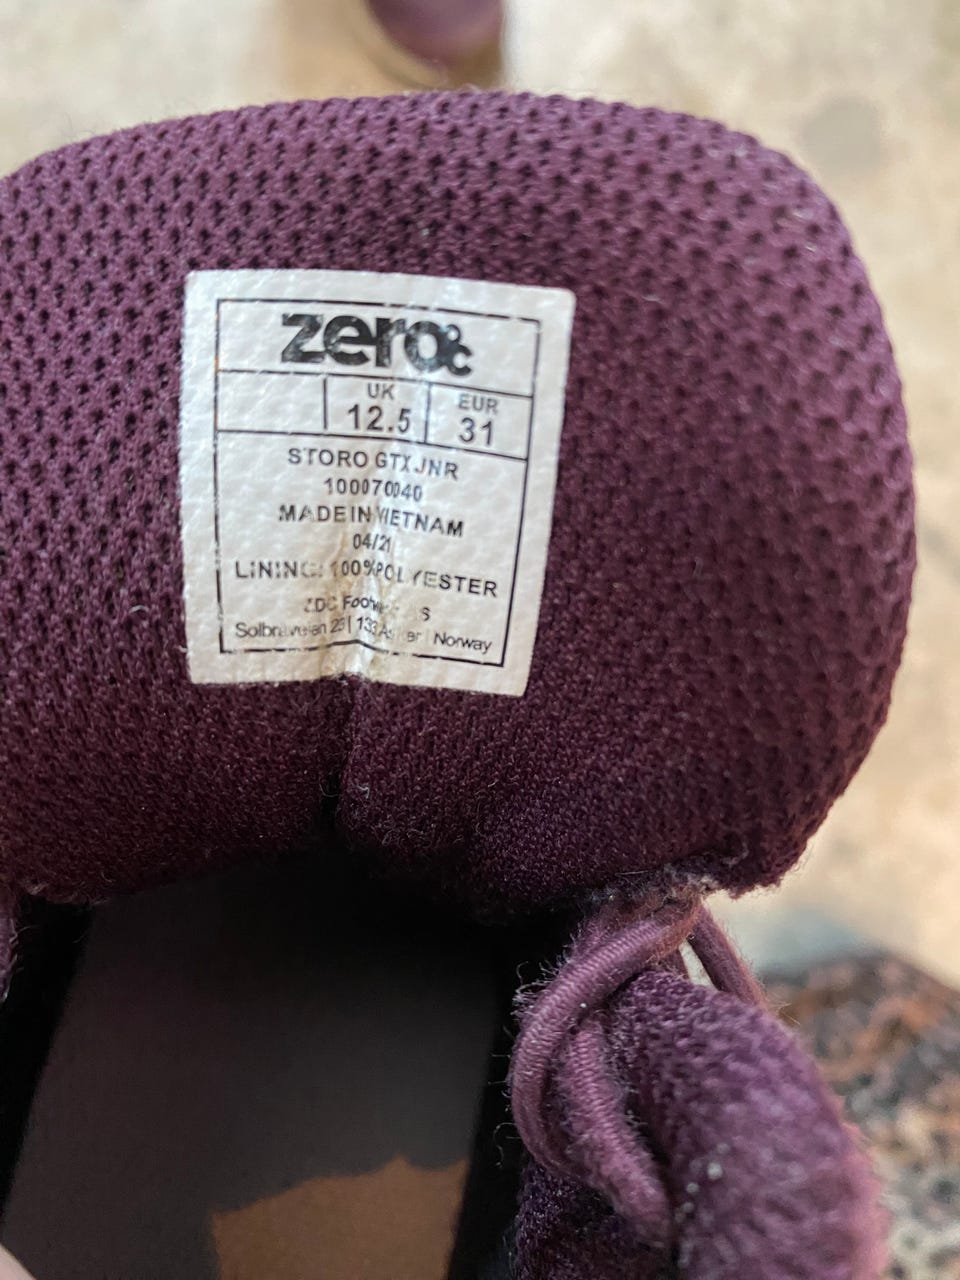 zero°c
UK EUR
12.5 31
STORO GTX JNR
100070040
MADE IN VIETNAM
04/21
LINING: 100%POLYESTER
Norway